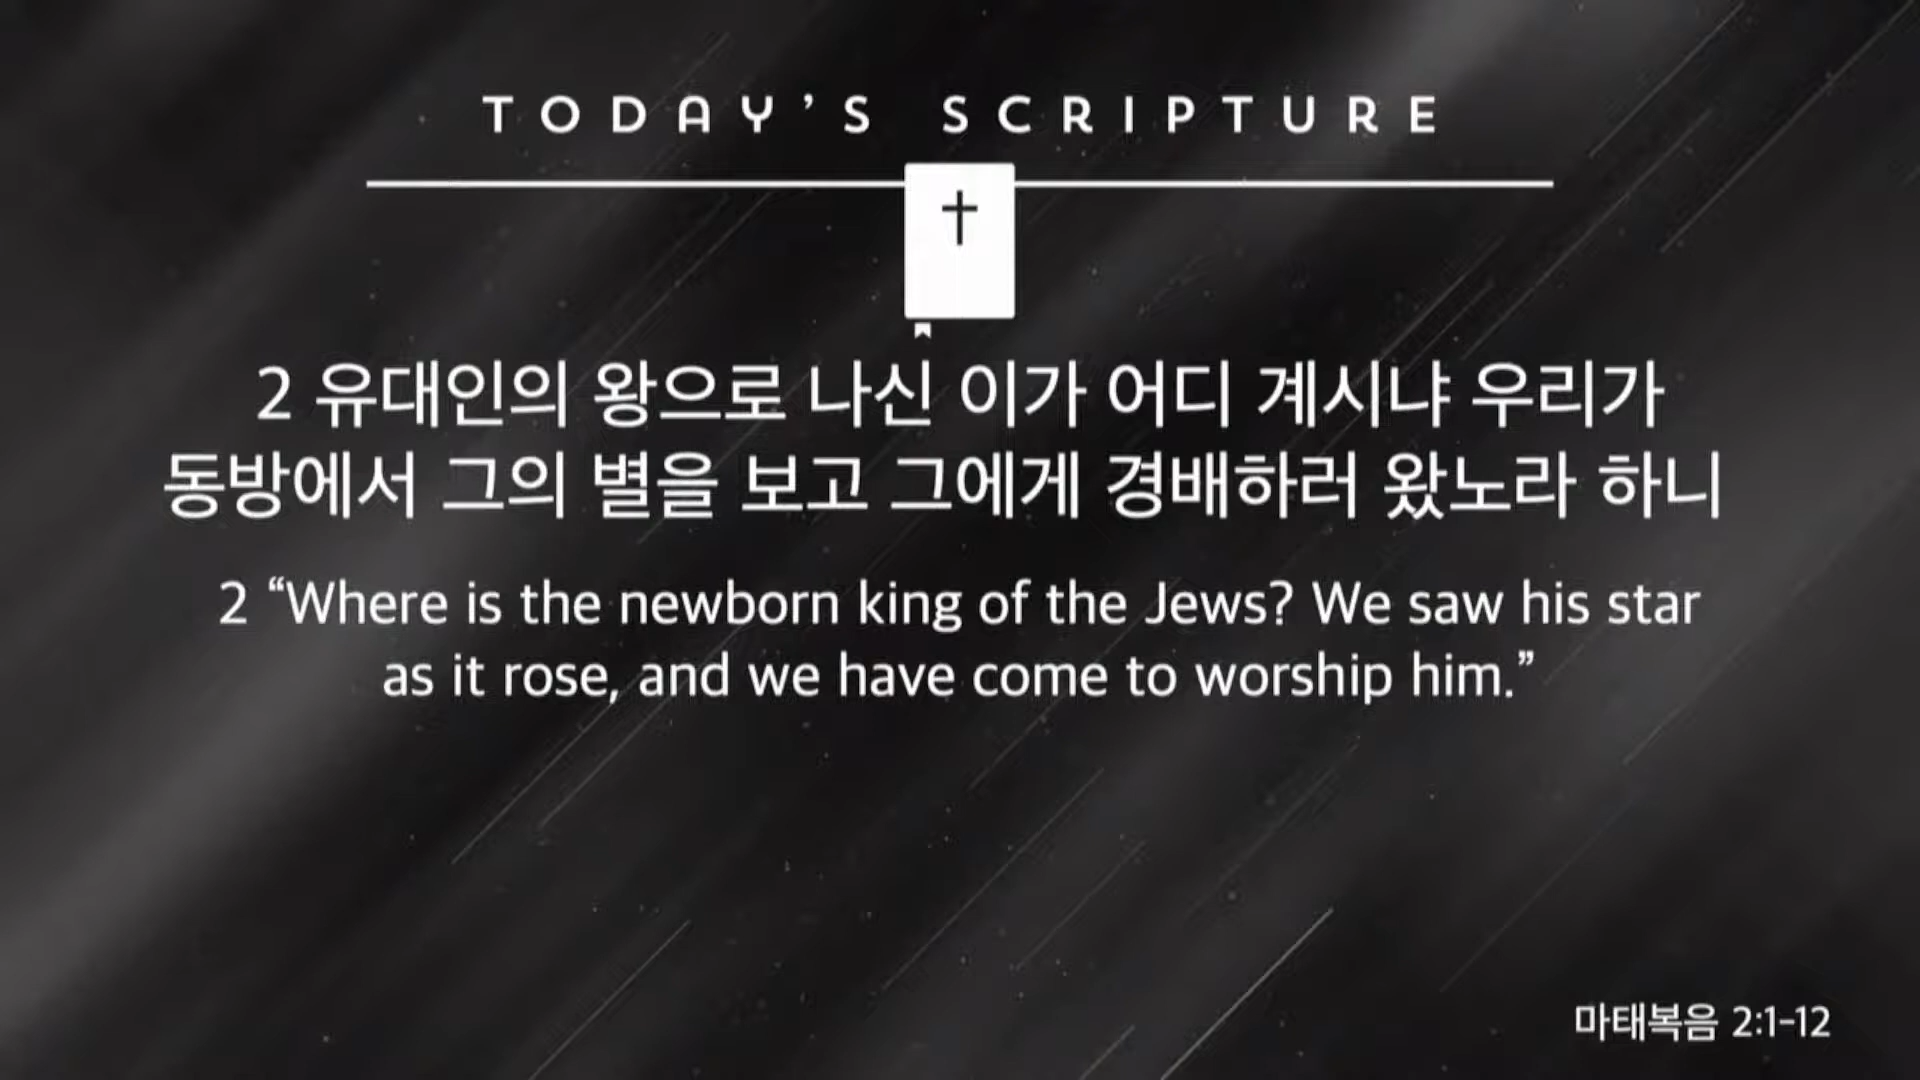 TODAY'S SCRIPTURE
2 유대인의 왕으로 나신 이가 어디 계시냐 우리가
동방에서 그의 별을 보고 그에게 경배하러 왔노라 하니
2 “Where is the newborn king of the Jews? We saw his star
as it rose, and we have come to worship him.”
마태복음 2:1-12